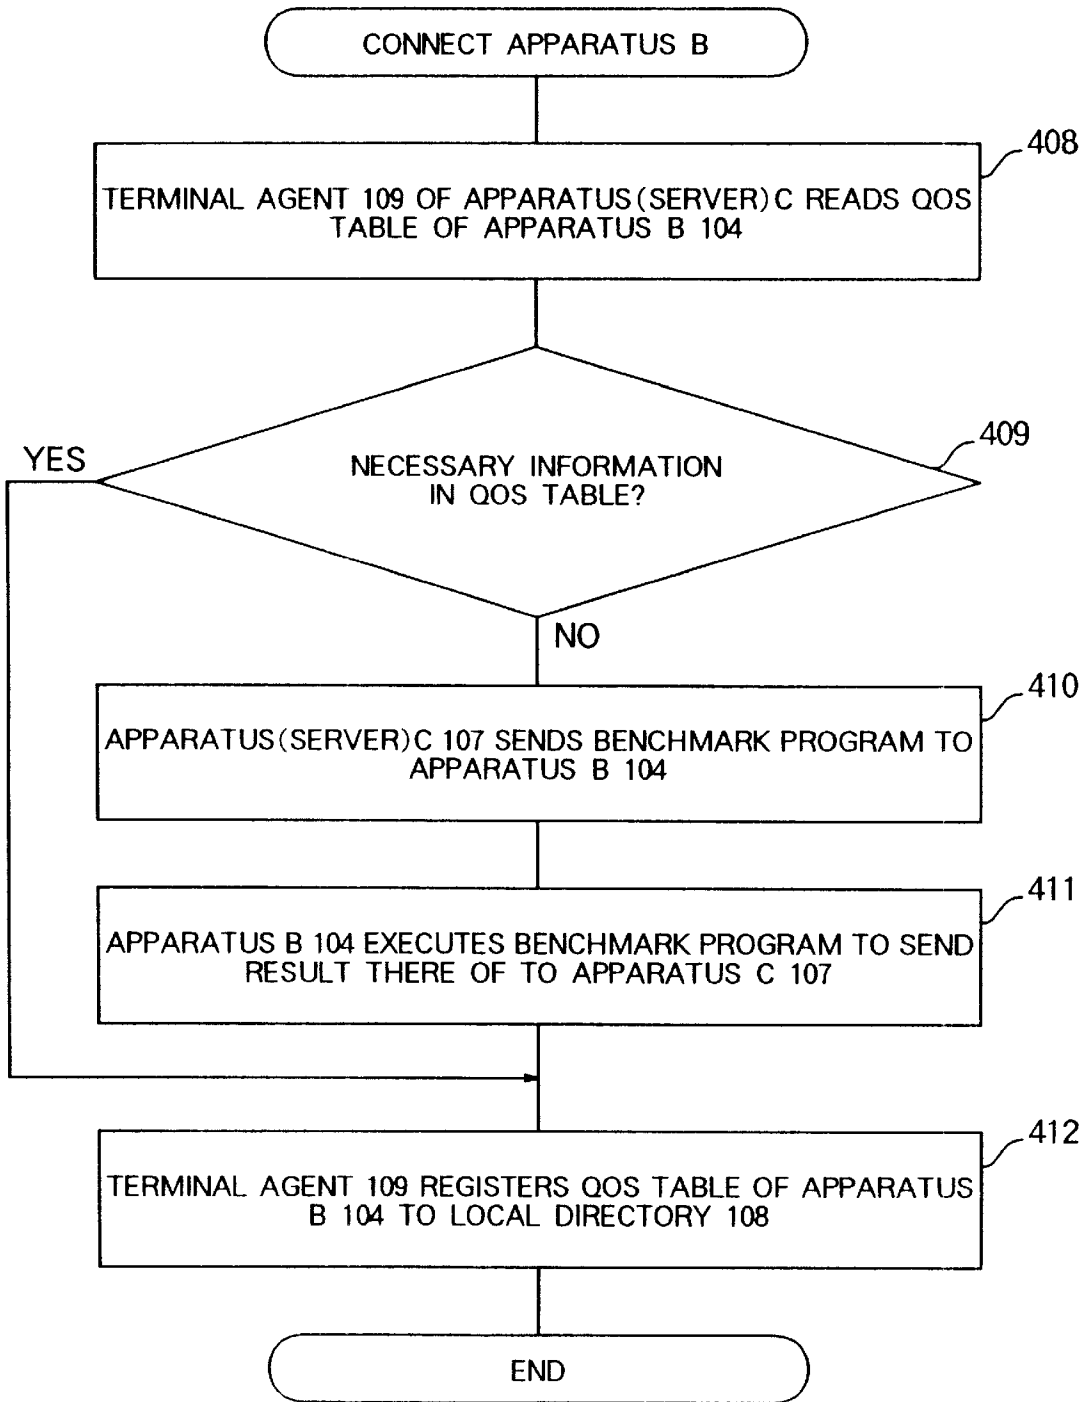 CONNECT APPARATUS B
408
TERMINAL AGENT 109 OF APPARATUS(SERVER)C READS QOS
TABLE OF APPARATUS B 104
409
YES
NECESSARY INFORMATION
IN QOS TABLE?
NO
410
APPARATUS(SERVER)C 107 SENDS BENCHMARK PROGRAM TO
APPARATUS B 104
411
APPARATUS B 104 EXECUTES BENCHMARK PROGRAM TO SEND
RESULT THERE OF TO APPARATUS C 107
412
TERMINAL AGENT 109 REGISTERS QOS TABLE OF APPARATUS
B 104 TO LOCAL DIRECTORY 108
END